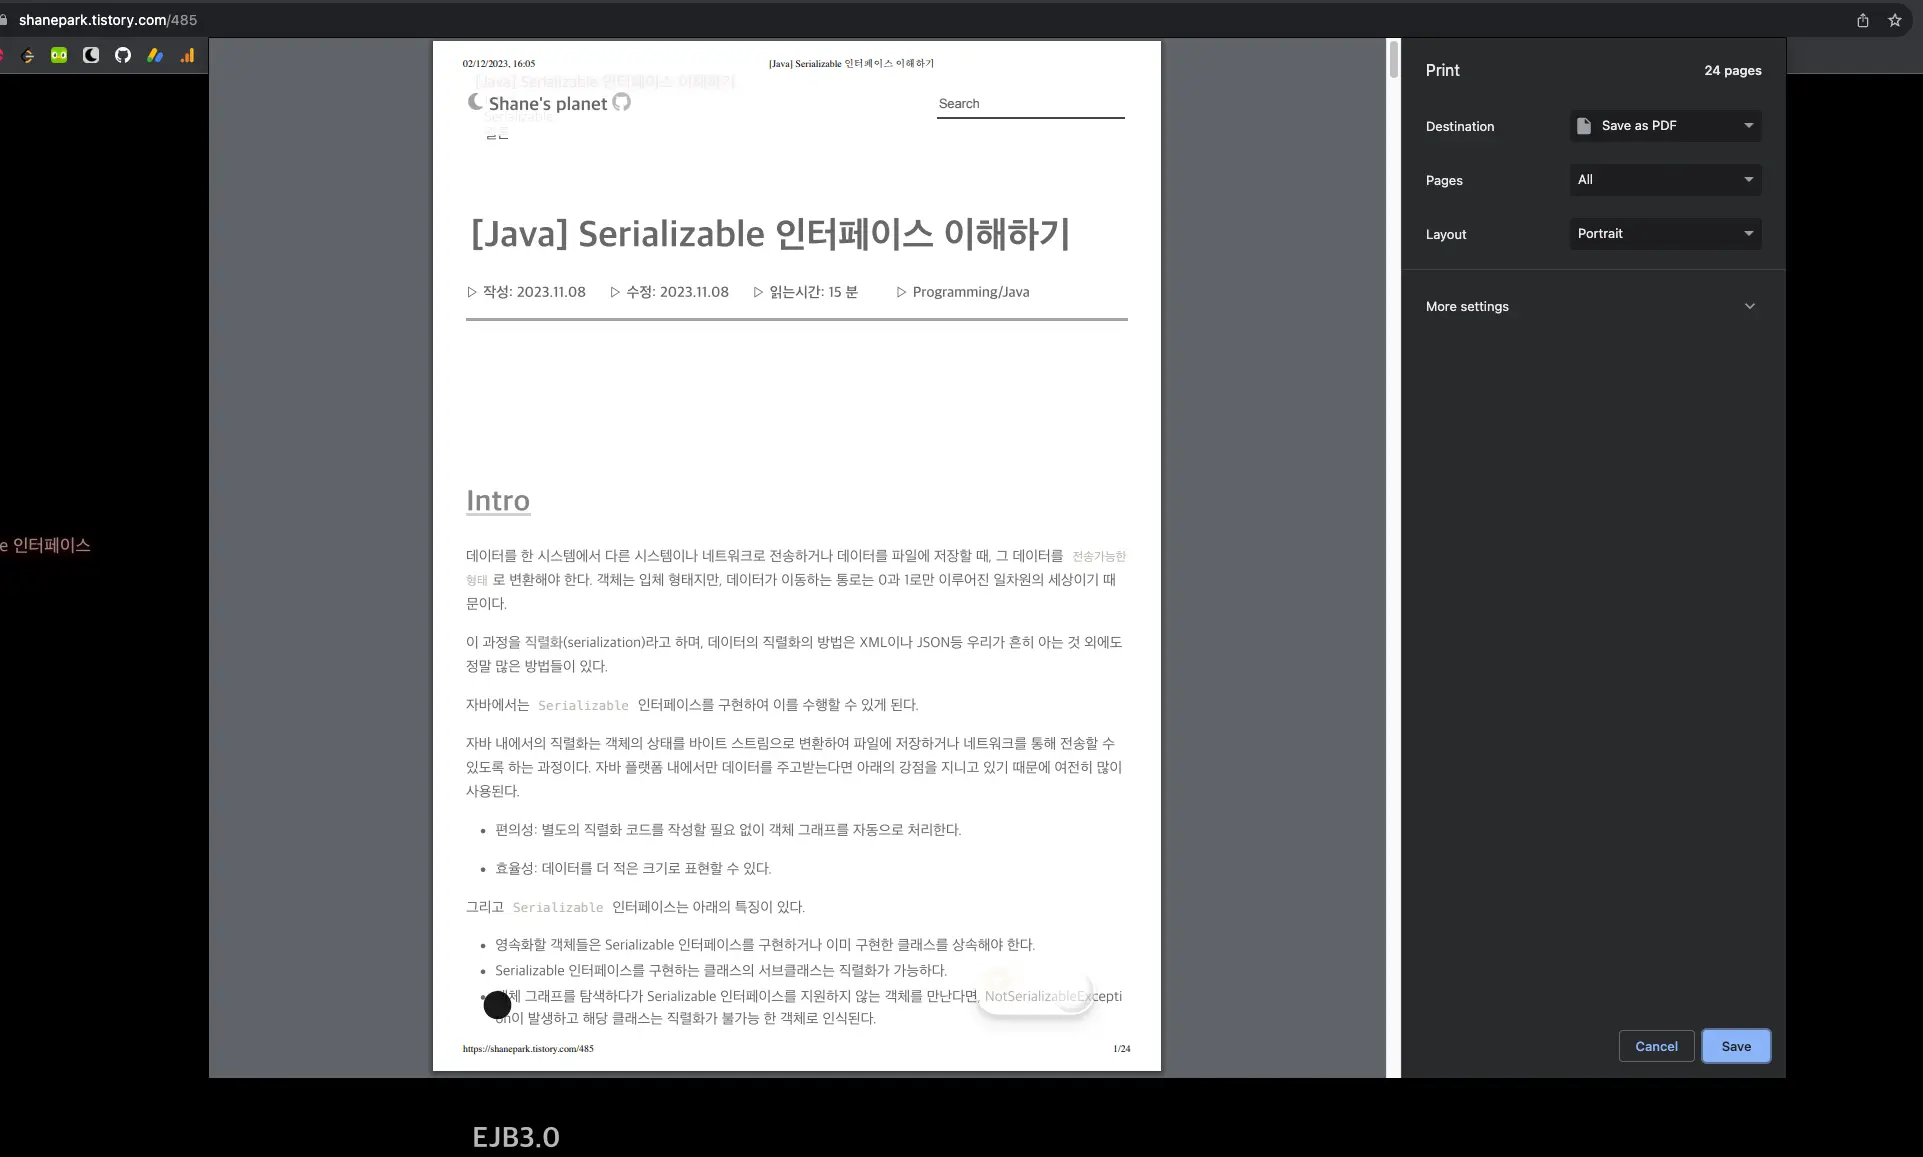 shanepark.tistory.com/485
02/12/2023, 16:05
[Java] Serializable 인터페이스 이해하기
[Java] Serializable 인터페이스 이해하기
Shane's planet
Search
Serializable
결론
[Java] Serializable 인터페이스 이해하기
▷ 작성: 2023.11.08 ▷ 수정: 2023.11.08 ▷ 읽는시간: 15 분 ▷ Programming/Java
Intro
데이터를 한 시스템에서 다른 시스템이나 네트워크로 전송하거나 데이터를 파일에 저장할 때, 그 데이터를 전송가능한
형태 로 변환해야 한다. 객체는 입체 형태지만, 데이터가 이동하는 통로는 0과 1로만 이루어진 일차원의 세상이기 때
문이다.
이 과정을 직렬화(serialization)라고 하며, 데이터의 직렬화의 방법은 XML이나 JSON등 우리가 흔히 아는 것 외에도
정말 많은 방법들이 있다.
자바에서는 Serializable 인터페이스를 구현하여 이를 수행할 수 있게 된다.
자바 내에서의 직렬화는 객체의 상태를 바이트 스트림으로 변환하여 파일에 저장하거나 네트워크를 통해 전송할 수
있도록 하는 과정이다. 자바 플랫폼 내에서만 데이터를 주고받는다면 아래의 강점을 지니고 있기 때문에 여전히 많이
사용된다.
• 편의성: 별도의 직렬화 코드를 작성할 필요 없이 객체 그래프를 자동으로 처리한다.
• 효율성: 데이터를 더 적은 크기로 표현할 수 있다.
그리고 Serializable 인터페이스는 아래의 특징이 있다.
• 영속화할 객체들은 Serializable 인터페이스를 구현하거나 이미 구현한 클래스를 상속해야 한다.
• Serializable 인터페이스를 구현하는 클래스의 서브클래스는 직렬화가 가능하다.
• 객체 그래프를 탐색하다가 Serializable 인터페이스를 지원하지 않는 객체를 만난다면, NotSerializableExcepti
on이 발생하고 해당 클래스는 직렬화가 불가능 한 객체로 인식된다.
https://shanepark.tistory.com/485
1/24
Print
24 pages
Destination
Save as PDF
Pages
All
Layout
Portrait
More settings
Cancel
Save
e 인터페이스
EJB3.0